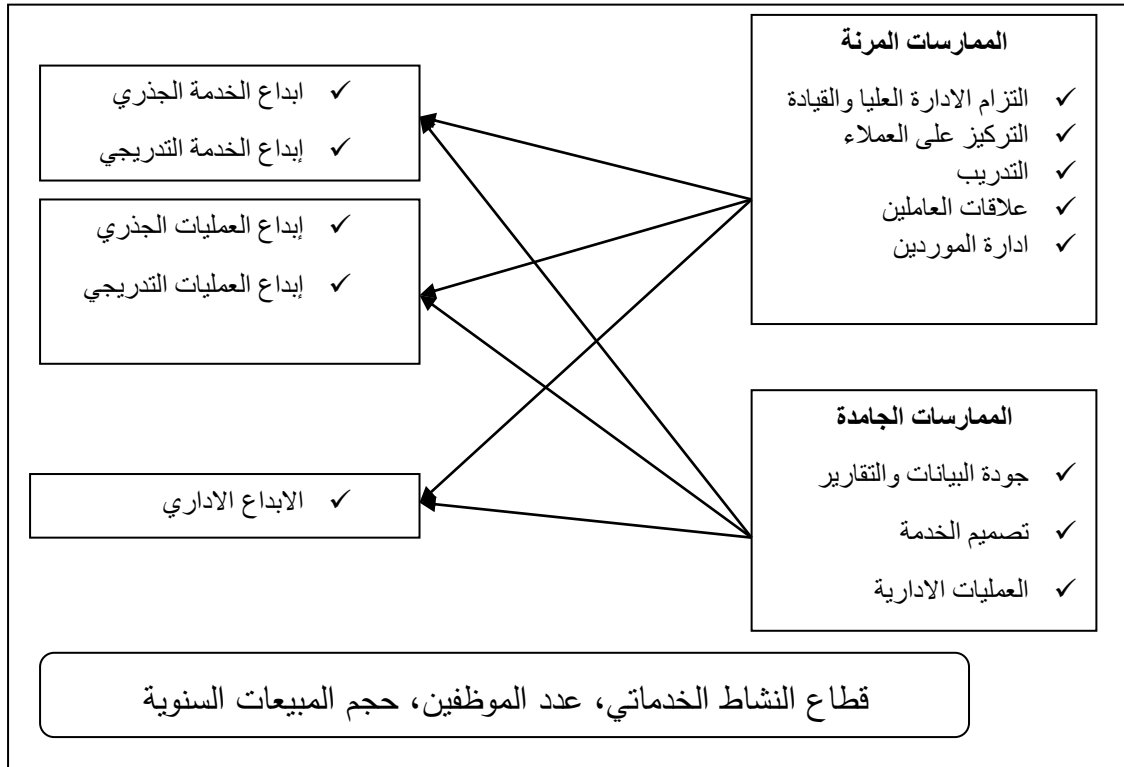 الممارسات المرنة
✓ التزام الادارة العليا والقيادة
✓ التركيز على العملاء
✓ التدريب
✓ علاقات العاملين
✓ ادارة الموردين
الممارسات الجامدة
✓ جودة البيانات والتقارير
✓ تصميم الخدمة
✓ العمليات الادارية
✓ ابداع الخدمة الجذري
✓ إبداع الخدمة التدريجي
✓ إبداع العمليات الجذري
✓ إبداع العمليات التدريجي
✓ الابداع الاداري
قطاع النشاط الخدماتي، عدد الموظفين، حجم المبيعات السنوية